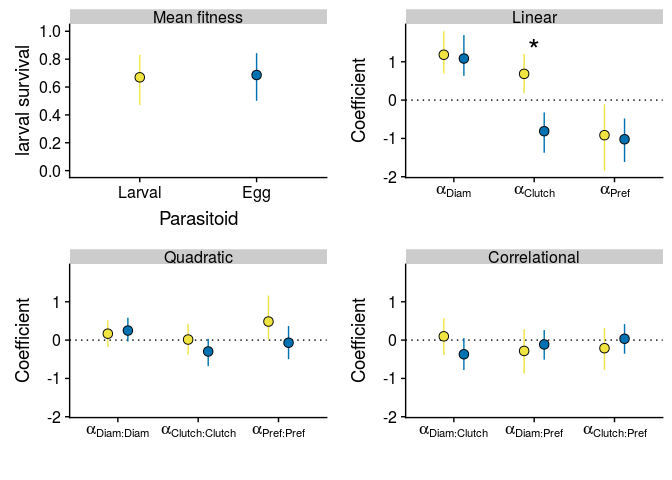 Mean fitness
larval survival
1.0
0.8
0.6
0.4
0.2
0.0
Larval Egg
Parasitoid
Linear
*
Coefficient
1
0
-1
-2
αDiam αClutch αPref
Quadratic
Coefficient
1
0
-1
-2
αDiam:Diam αClutch:Clutch αPref:Pref
Correlational
Coefficient
1
0
-1
-2
αDiam:Clutch αDiam:Pref αClutch:Pref